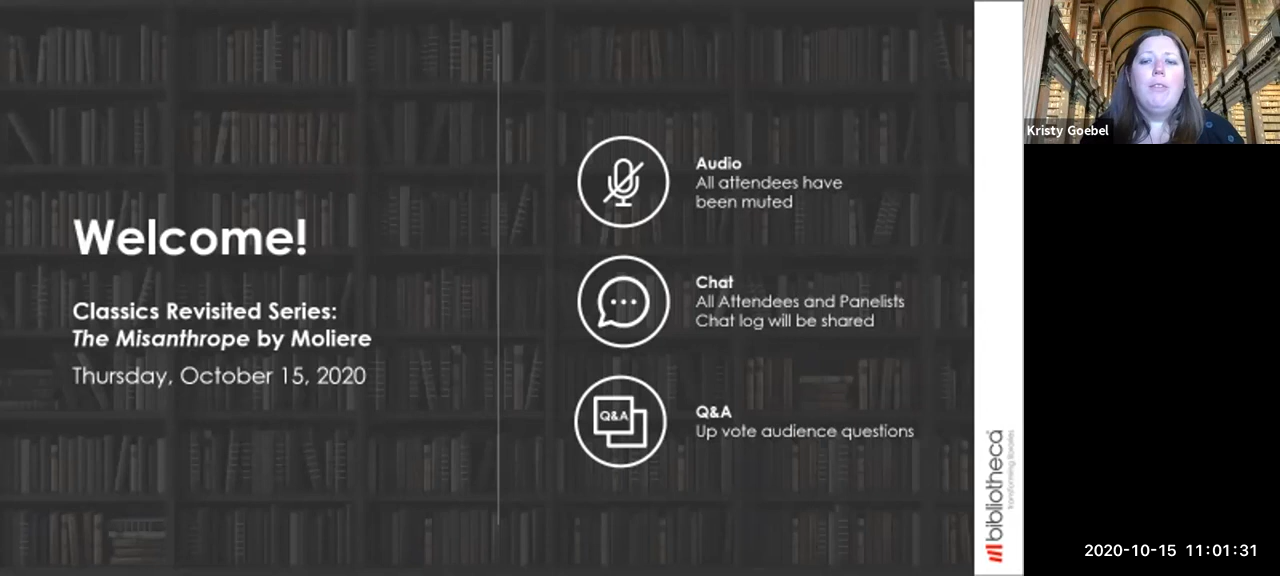 Welcome!
Classics Revisited Series:
The Misanthrope by Moliere
Thursday, October 15, 2020
Audio
All attendees have
been muted
Chat
All Attendees and Panelists
Chat log will be shared
Q&A
Q&A
Up vote audience questions
bibliotheca
transforming libraries
Kristy Goebel
2020-10-15 11:01:31